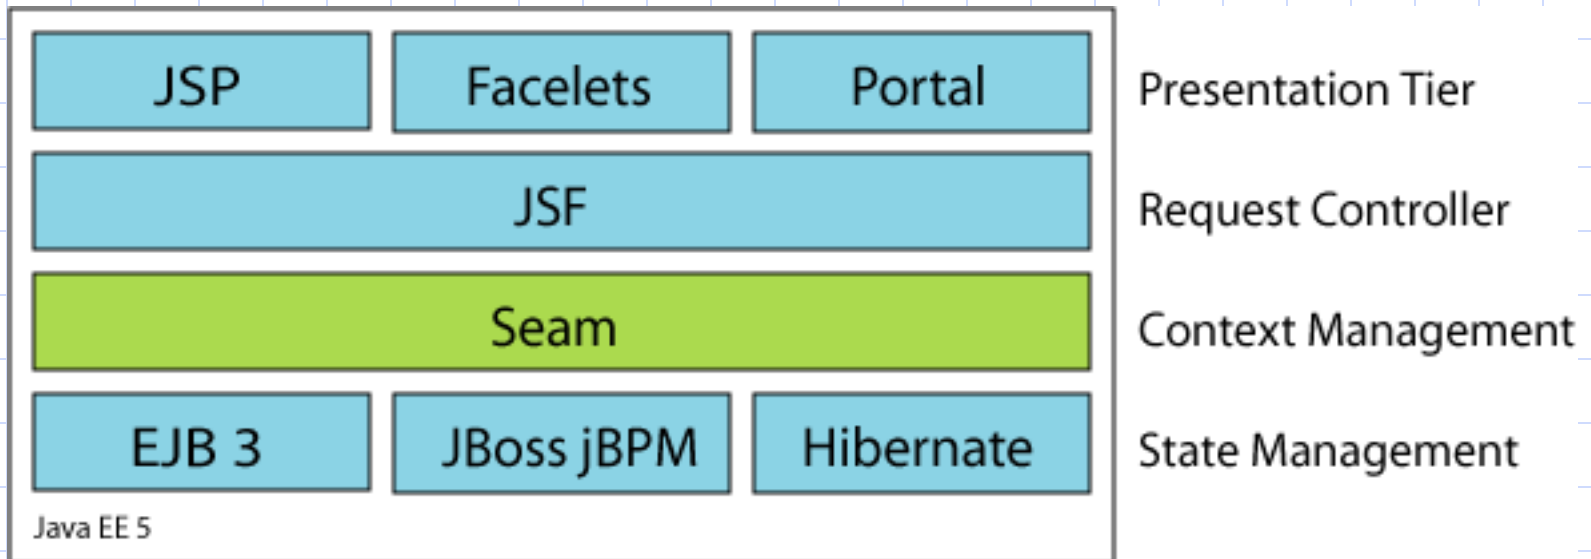 JSP Facelets Portal Presentation Tier
JSF Request Controller
Seam Context Management
EJB 3 JBoss jBPM Hibernate State Management
Java EE 5